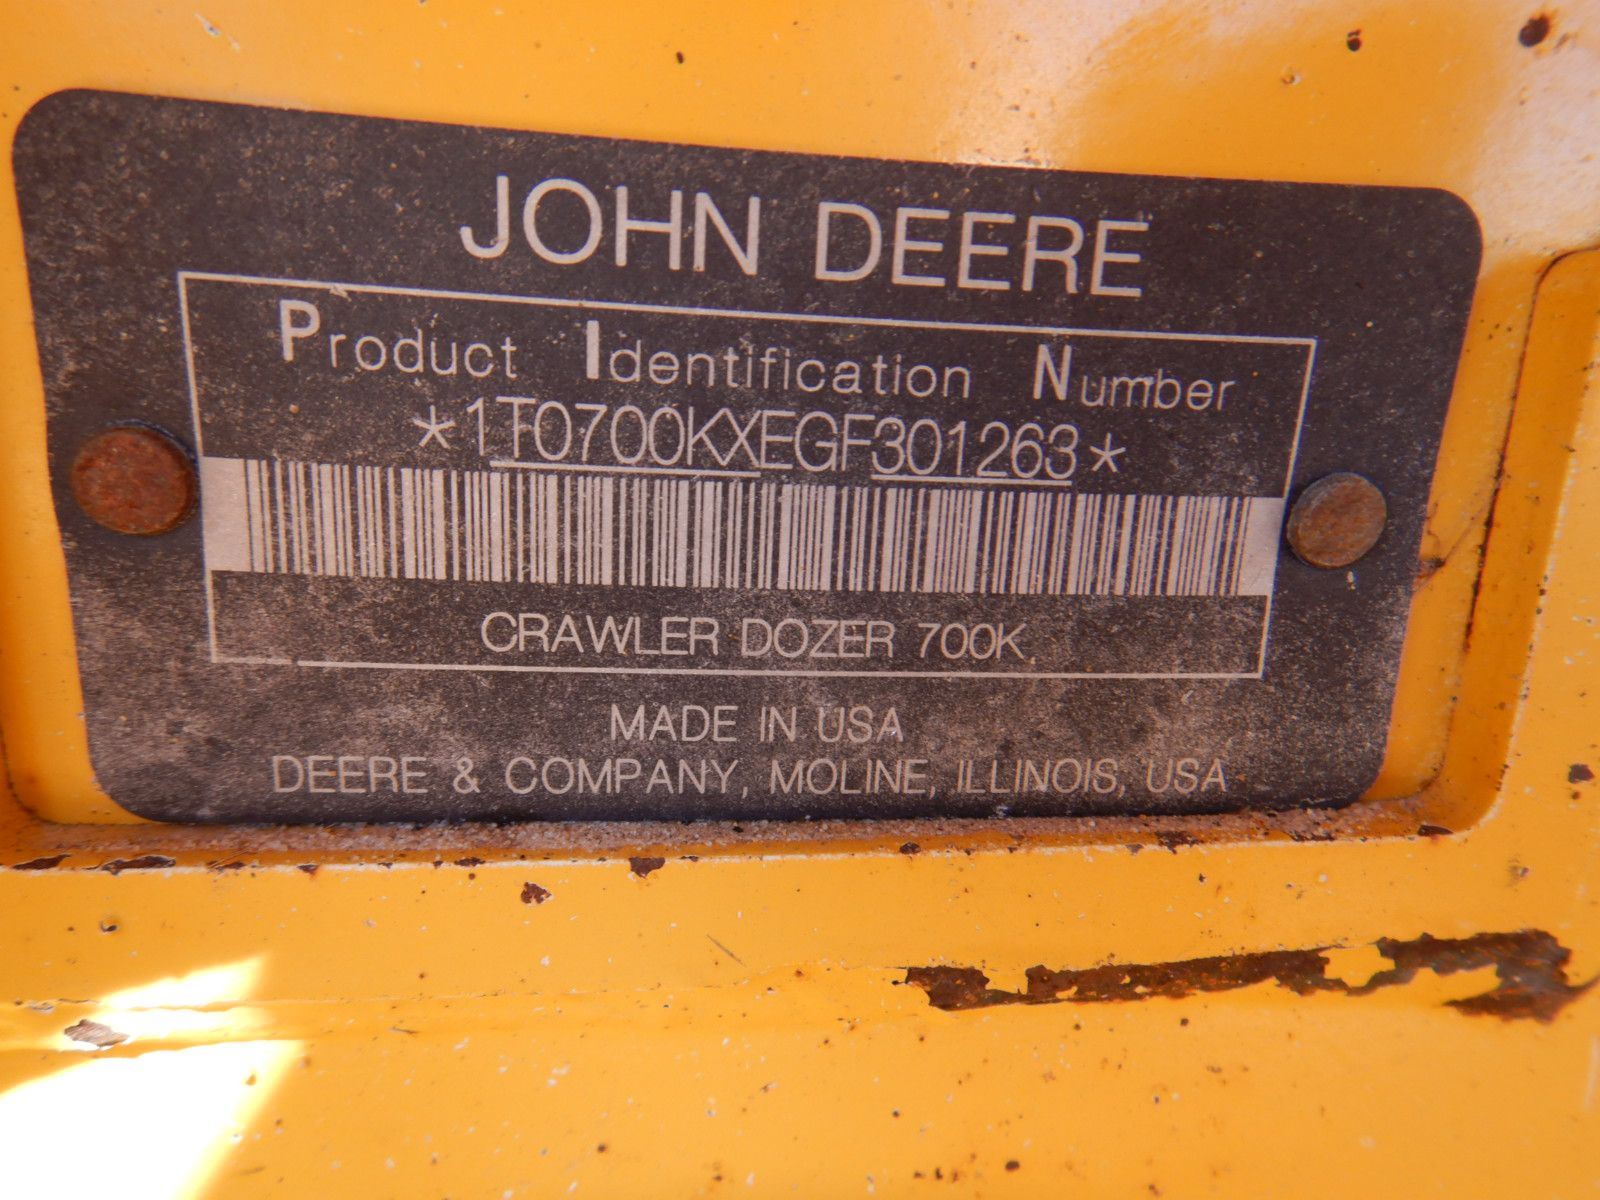 JOHN DEERE
Product Identification Number
*1T0700KXEGF301263*
CRAWLER DOZER 700K
MADE IN USA
DEERE & COMPANY, MOLINE, ILLINOIS, USA